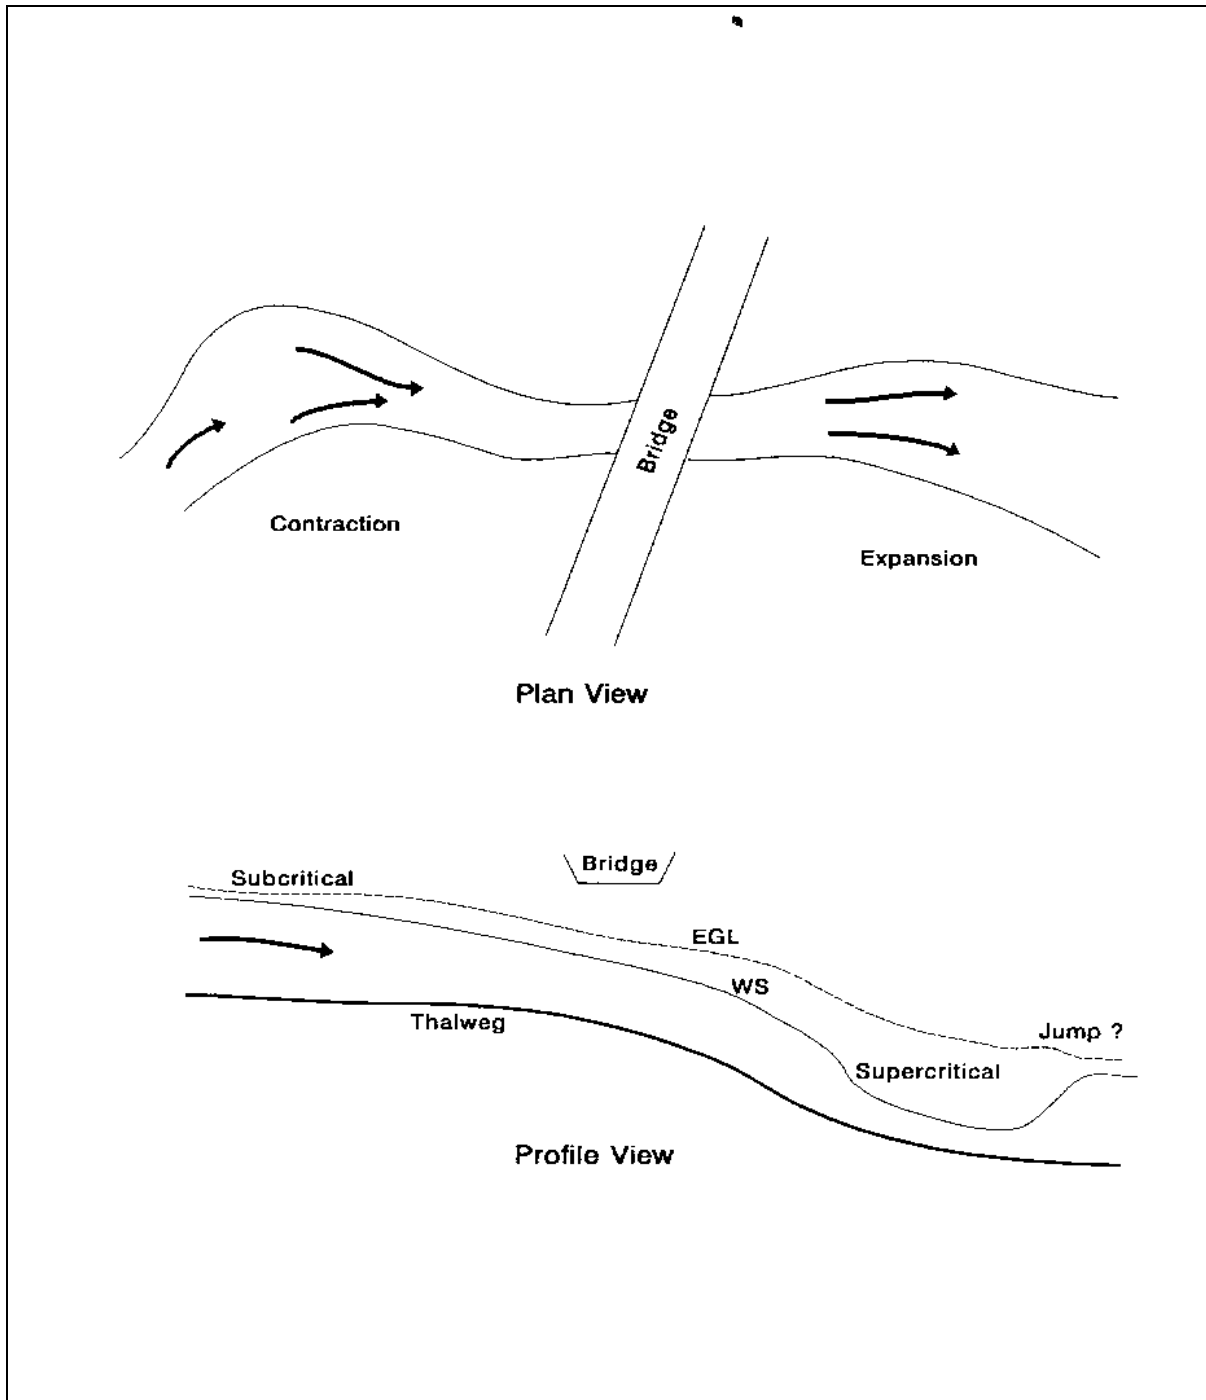 Bridge
Contraction
Expansion
Plan View
Bridge
Subcritical
EGL
WS
Thalweg
Jump ?
Supercritical
Profile View